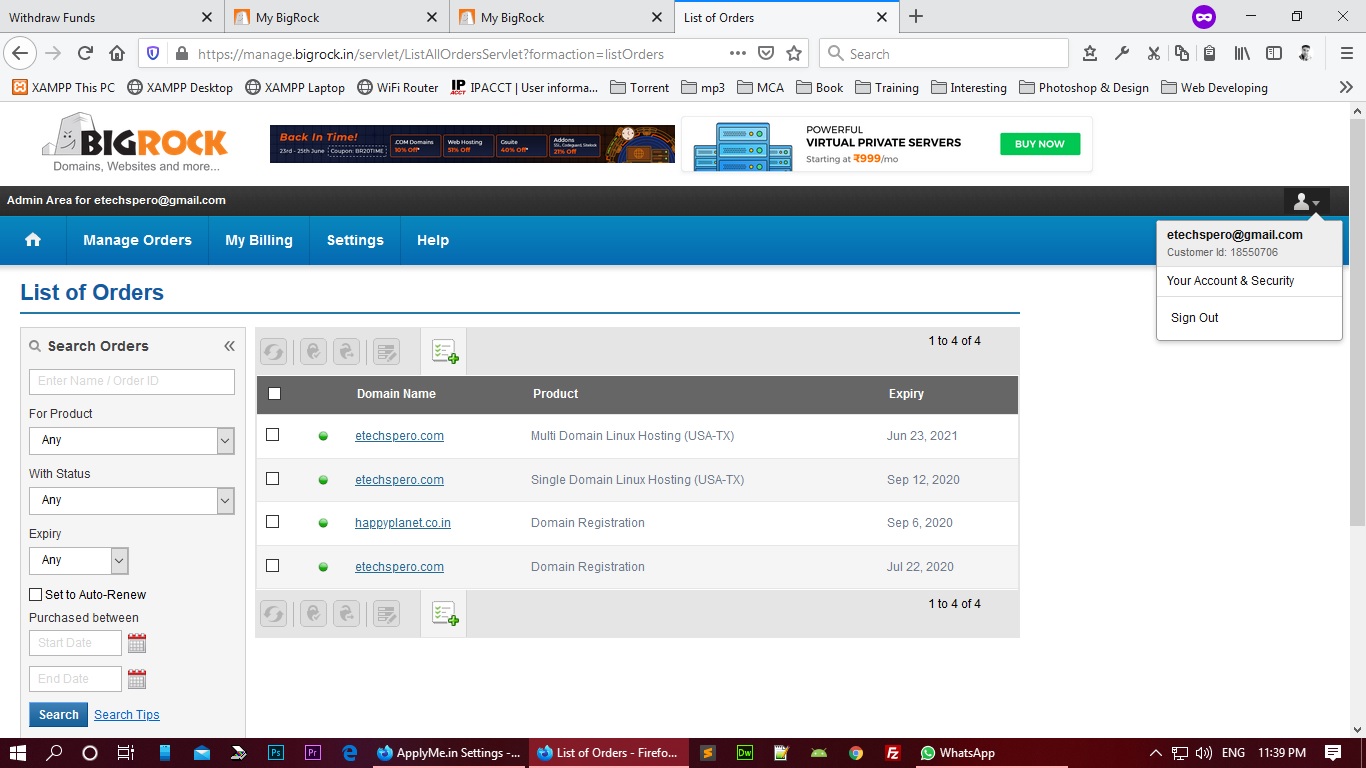 Withdraw Funds
My BigRock
My BigRock
List of Orders
https://manage.bigrock.in/servlet/ListAllOrdersServlet?formaction=listOrders
Search
XAMPP This PC
XAMPP Desktop
XAMPP Laptop
WiFi Router
IP ACCT
IPACCT | User informa...
Torrent
mp3
MCA
Book
Training
Interesting
Photoshop & Design
Web Developing
BIGROCK
Domains, Websites and more...
Back In Time!
23rd - 25th June
Coupon: BR20TIME
.COM Domains
10% Off*
Web Hosting
51% Off
Gsuite
40% Off*
Addons
SSL, Codeguard, Sitelock
21% Off
POWERFUL
VIRTUAL PRIVATE SERVERS
Starting at ₹999/mo
BUY NOW
Admin Area for etechspero@gmail.com
Manage Orders
My Billing
Settings
Help
etechspero@gmail.com
Customer Id: 18550706
Your Account & Security
Sign Out
List of Orders
Search Orders
Enter Name / Order ID
For Product
Any
With Status
Any
Expiry
Any
Set to Auto-Renew
Purchased between
Start Date
End Date
Search
Search Tips
1 to 4 of 4
Domain Name Product Expiry
etechspero.com Multi Domain Linux Hosting (USA-TX) Jun 23, 2021
etechspero.com Single Domain Linux Hosting (USA-TX) Sep 12, 2020
happyplanet.co.in Domain Registration Sep 6, 2020
etechspero.com Domain Registration Jul 22, 2020
1 to 4 of 4
Ps
Pr
ApplyMe.in Settings -...
List of Orders - Firefo...
Dw
WhatsApp
ENG
11:39 PM